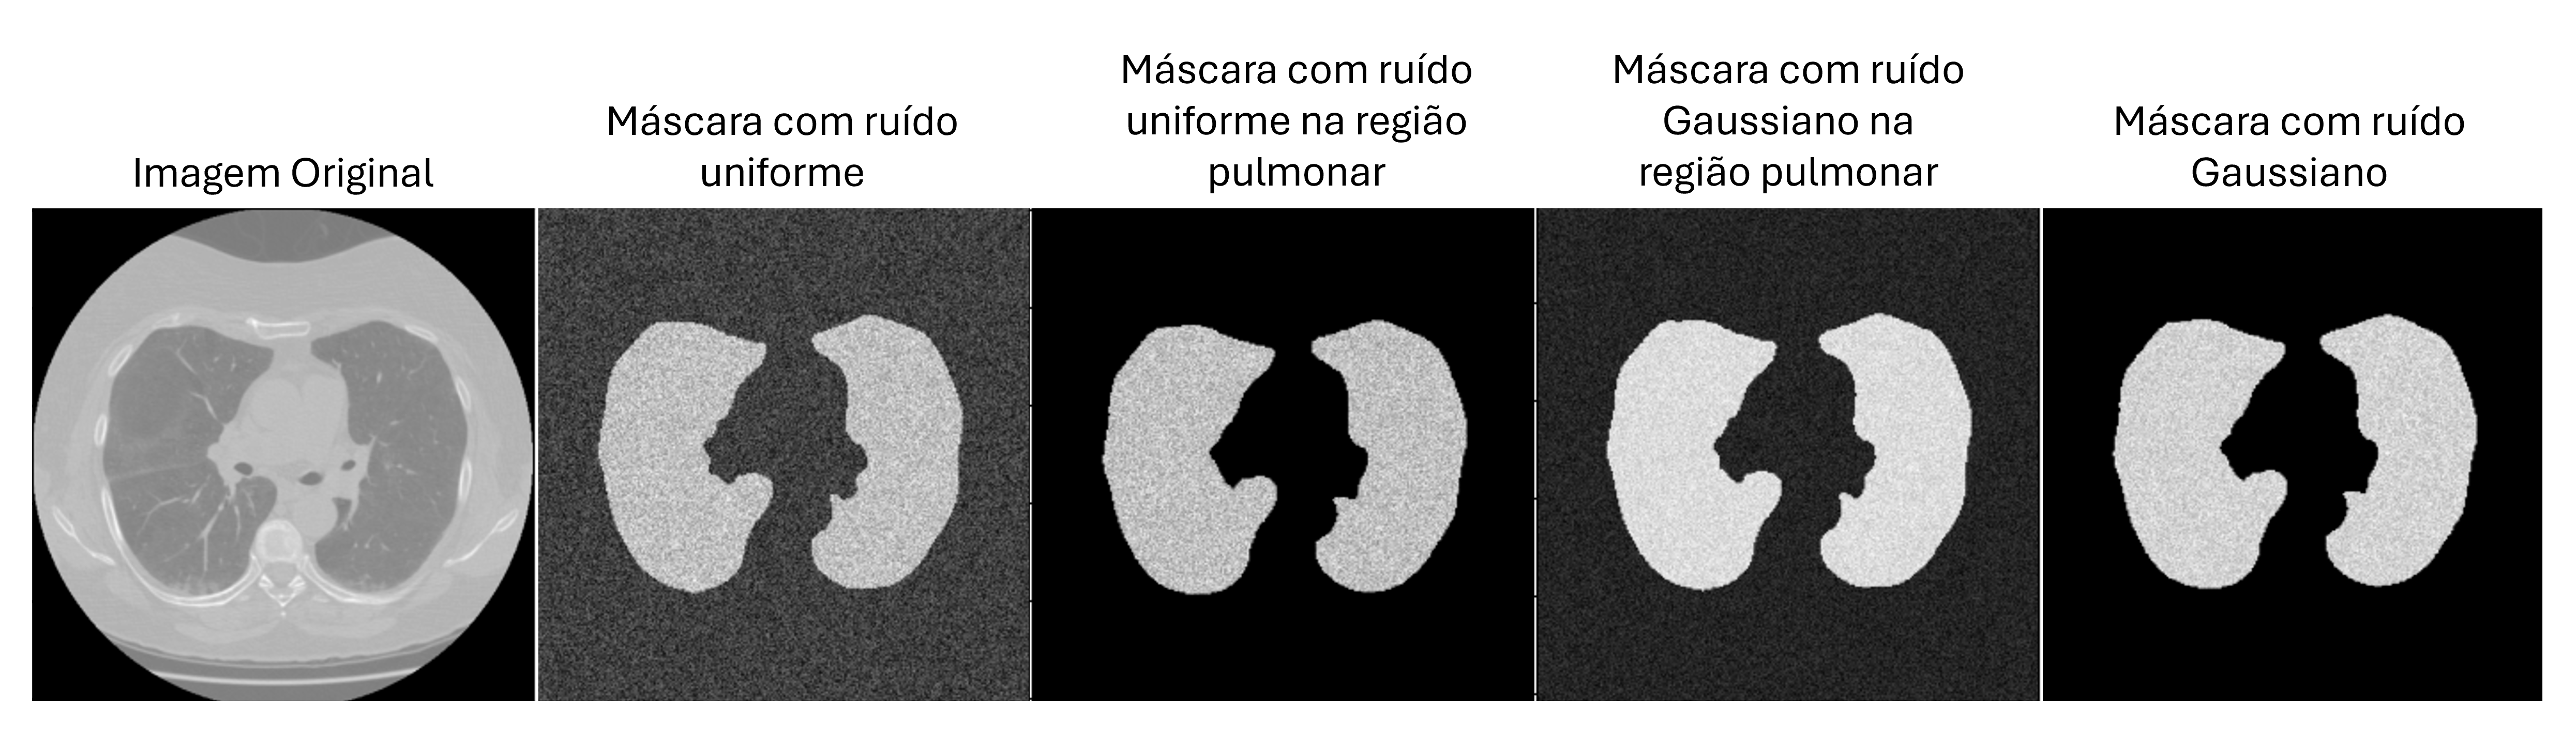 Imagem Original
Máscara com ruído
uniforme
Máscara com ruído
uniforme na região
pulmonar
Máscara com ruído
Gaussiano na
região pulmonar
Máscara com ruído
Gaussiano